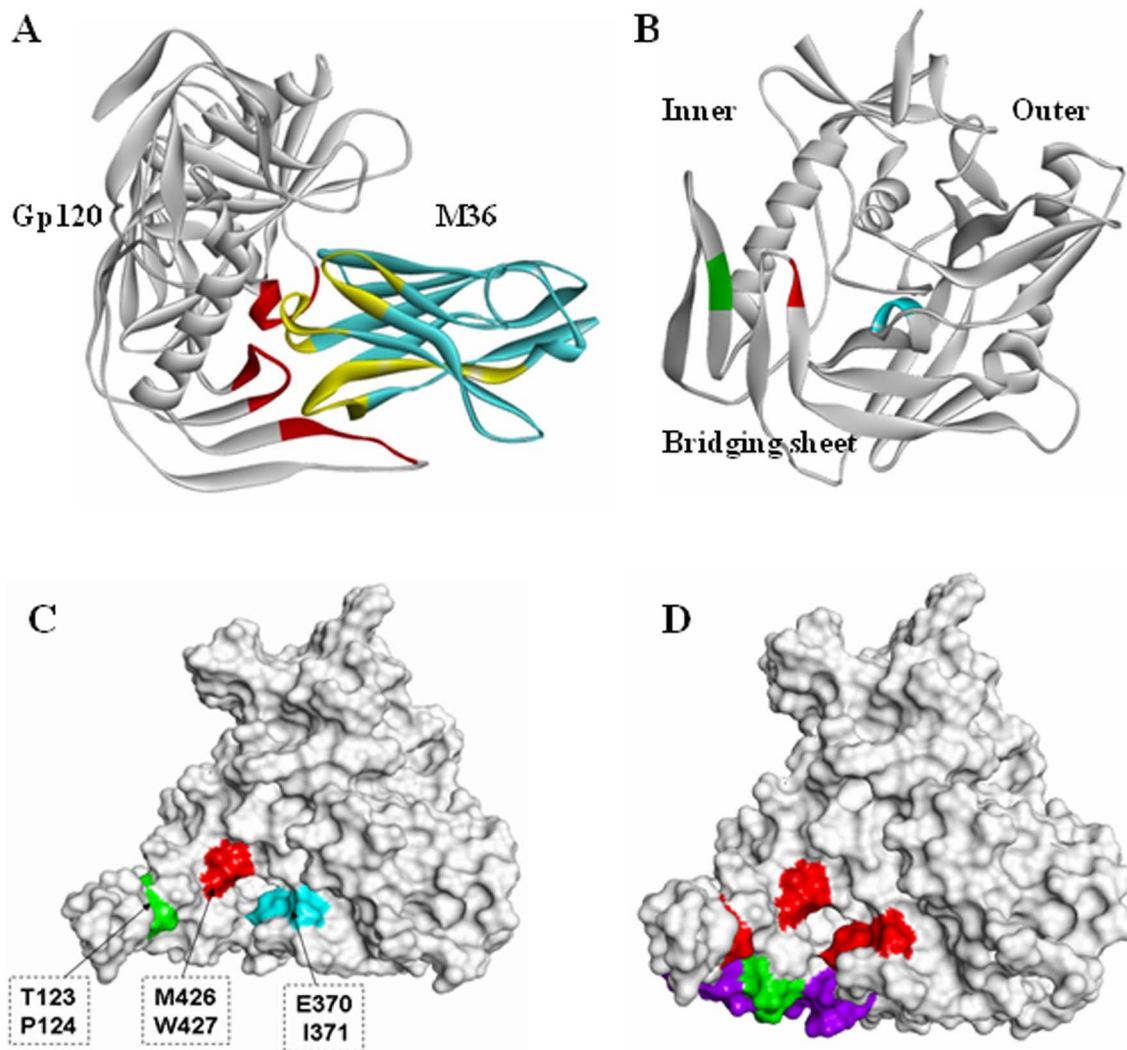 A
B
Inner
Outer
Gp120
M36
Bridging sheet
C
D
T123
P124
M426
W427
E370
I371